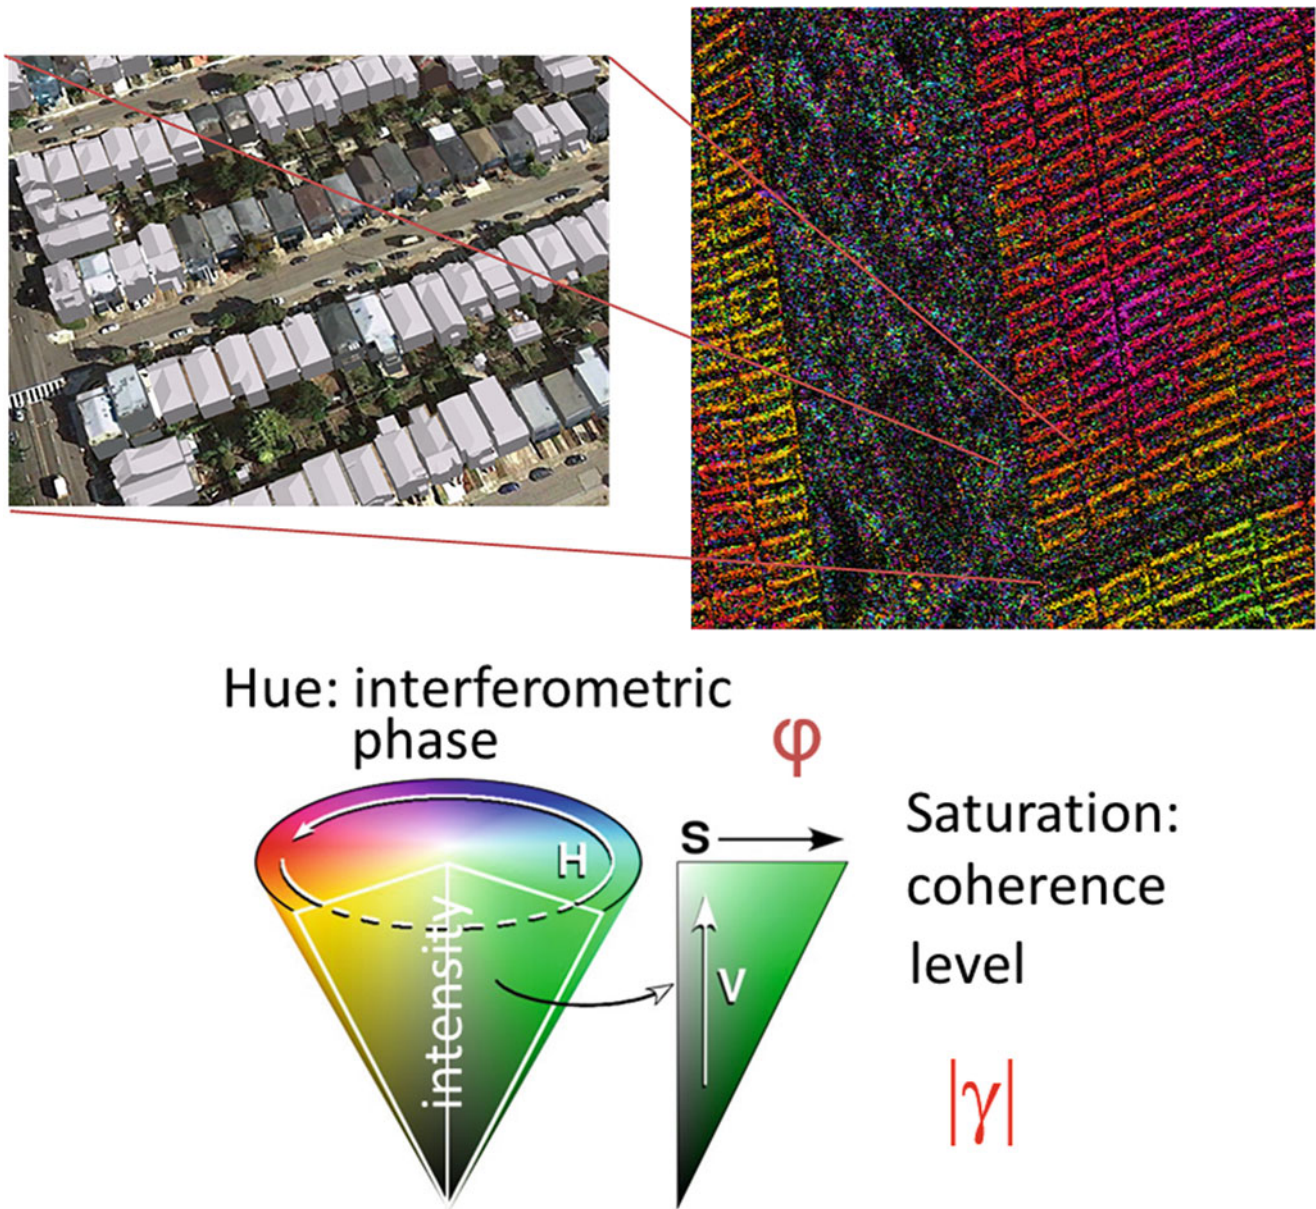 Hue: interferometric
phase
φ
Saturation:
coherence
level
S
H
V
intensity
|γ|